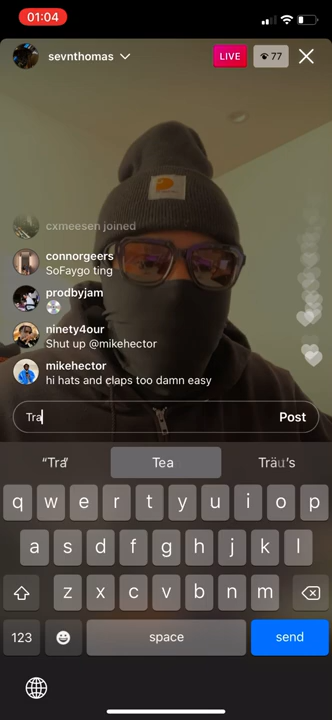 01:04
sevnthomas
LIVE
77
cxmeesen joined
connorgeers
SoFaygo ting
prodbyjam
ninety4our
Shut up @mikehector
mikehector
hi hats and claps too damn easy
Tra
Post
“Tra” Tea Träu's
q w e r t y u i o p
a s d f g h j k l
z x c v b n m
123 space send